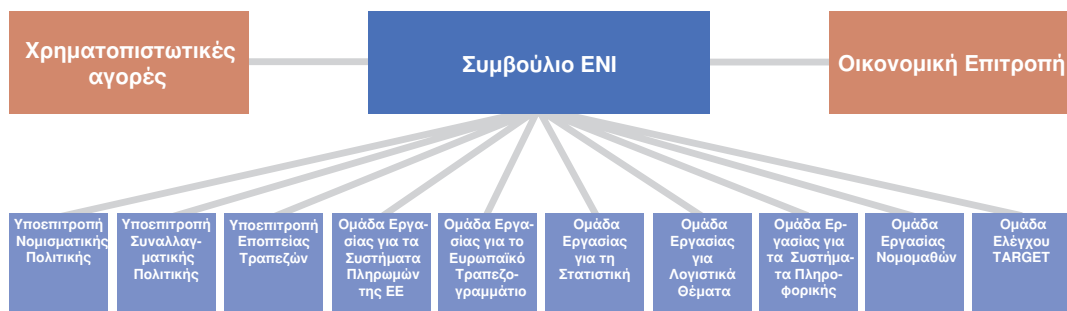 Χρηματοπιστωτικές
αγορές
Συμβούλιο ΕΝΙ
Οικονομική Επιτροπή
Υποεπιτροπή
Νομισματικής
Πολιτικής
Υποεπιτροπή
Συναλλαγ-
ματικής
Πολιτικής
Υποεπιτροπή
Εποπτείας
Τραπεζών
Ομάδα Εργα-
σίας για τα
Συστήματα
Πληρωμών
της ΕΕ
Ομάδα Εργα-
σίας για το
Ευρωπαϊκό
Τραπεζο-
γραμμάτιο
Ομάδα
Εργασίας
για τη
Στατιστική
Ομάδα
Εργασίας
για
Λογιστικά
Θέματα
Ομάδα Ερ-
γασίας για
τα Συστήμα-
τα Πληρο-
φορικής
Ομάδα
Εργασίας
Νομομαθών
Ομάδα
Ελέγχου
TARGET